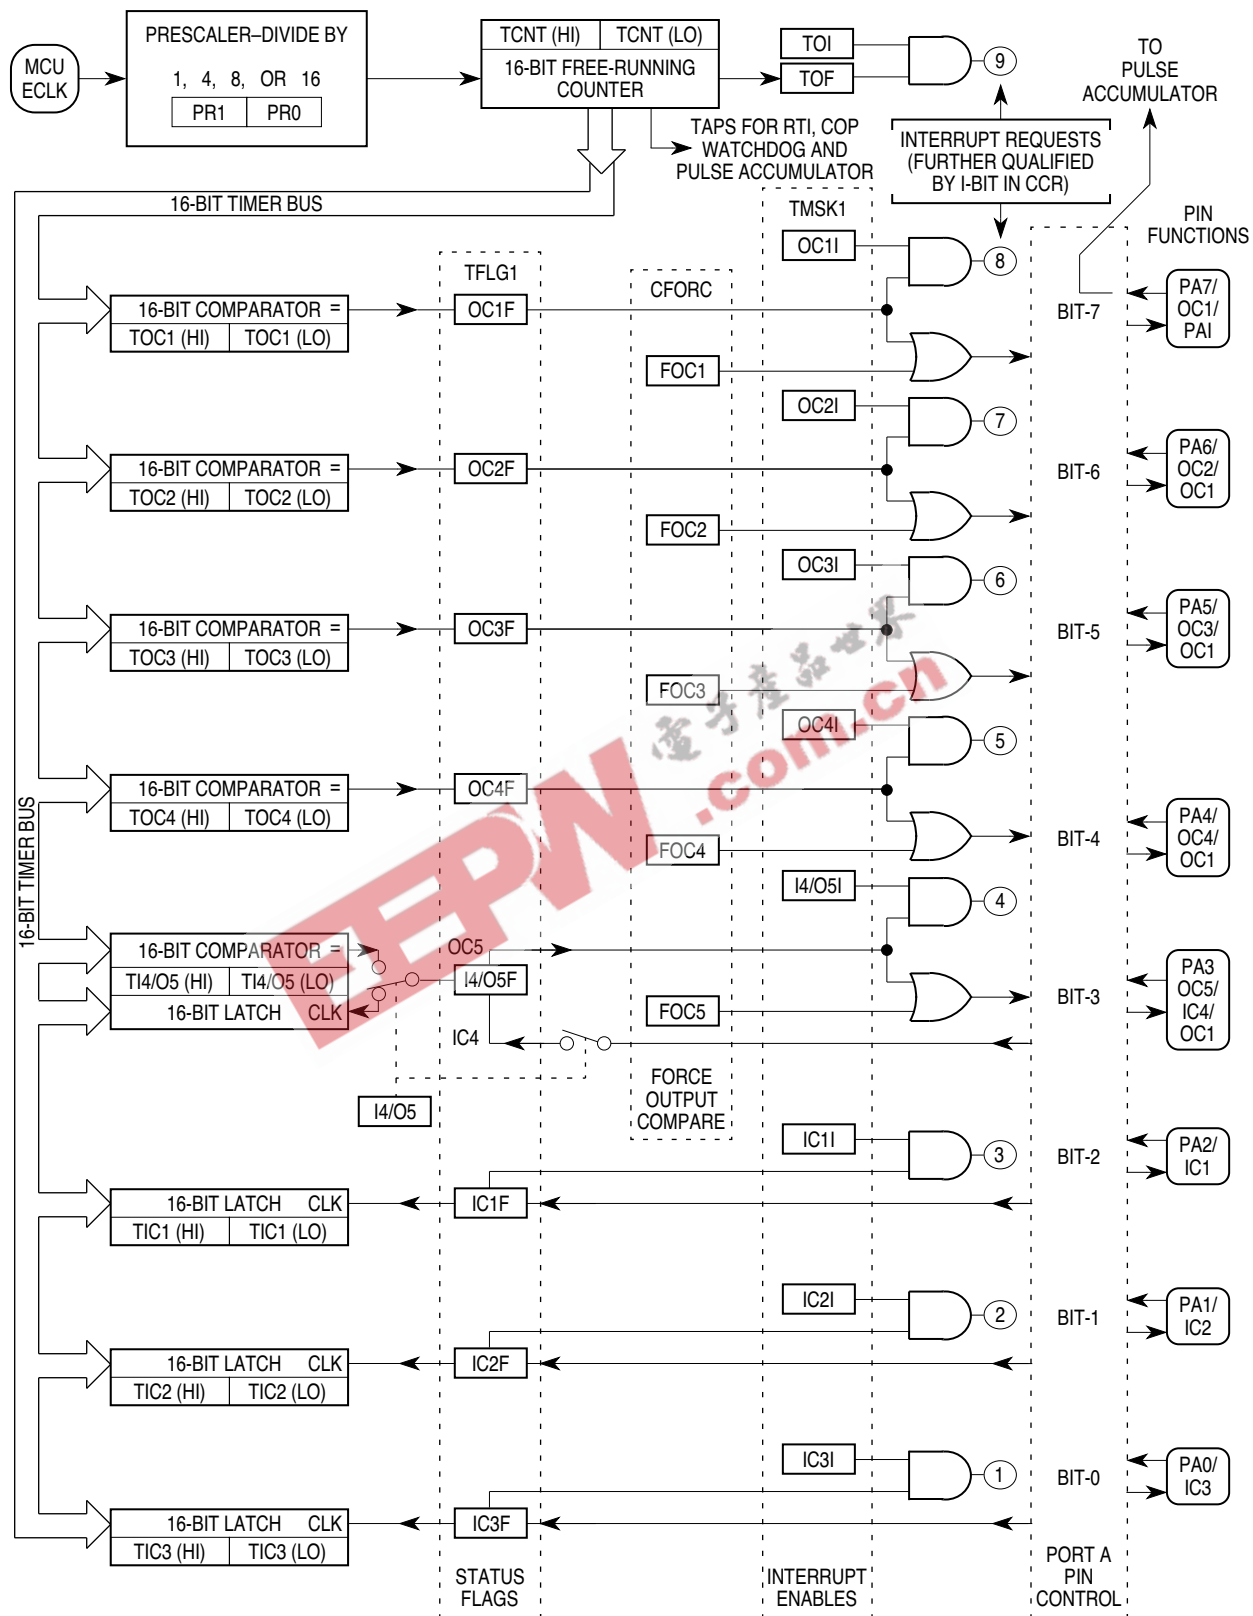 MCU
ECLK
PRESCALER–DIVIDE BY
1, 4, 8, OR 16
PR1 PR0
TCNT (HI) TCNT (LO)
16-BIT FREE-RUNNING
COUNTER
TOI
TOF
9
TO
PULSE
ACCUMULATOR
TAPS FOR RTI, COP
WATCHDOG AND
PULSE ACCUMULATOR
INTERRUPT REQUESTS
(FURTHER QUALIFIED
BY I-BIT IN CCR)
16-BIT TIMER BUS
TMSK1
PIN
FUNCTIONS
TFLG1
CFORC
OC1I
8
16-BIT COMPARATOR =
TOC1 (HI) TOC1 (LO)
OC1F
FOC1
BIT-7
PA7/
OC1/
PAI
OC2I
7
16-BIT COMPARATOR =
TOC2 (HI) TOC2 (LO)
OC2F
FOC2
BIT-6
PA6/
OC2/
OC1
OC3I
6
16-BIT COMPARATOR =
TOC3 (HI) TOC3 (LO)
OC3F
FOC3
BIT-5
PA5/
OC3/
OC1
OC4I
5
16-BIT COMPARATOR =
TOC4 (HI) TOC4 (LO)
OC4F
FOC4
BIT-4
PA4/
OC4/
OC1
16-BIT TIMER BUS
I4/O5I
4
16-BIT COMPARATOR =
TI4/O5 (HI) TI4/O5 (LO)
16-BIT LATCH CLK
OC5
I4/O5F
IC4
FOC5
BIT-3
PA3
OC5/
IC4/
OC1
I4/O5
FORCE
OUTPUT
COMPARE
IC1I
3
16-BIT LATCH CLK
TIC1 (HI) TIC1 (LO)
IC1F
BIT-2
PA2/
IC1
IC2I
2
16-BIT LATCH CLK
TIC2 (HI) TIC2 (LO)
IC2F
BIT-1
PA1/
IC2
IC3I
1
16-BIT LATCH CLK
TIC3 (HI) TIC3 (LO)
IC3F
BIT-0
PA0/
IC3
STATUS
FLAGS
INTERRUPT
ENABLES
PORT A
PIN
CONTROL
EEPW
.com.cn
電子産品世界